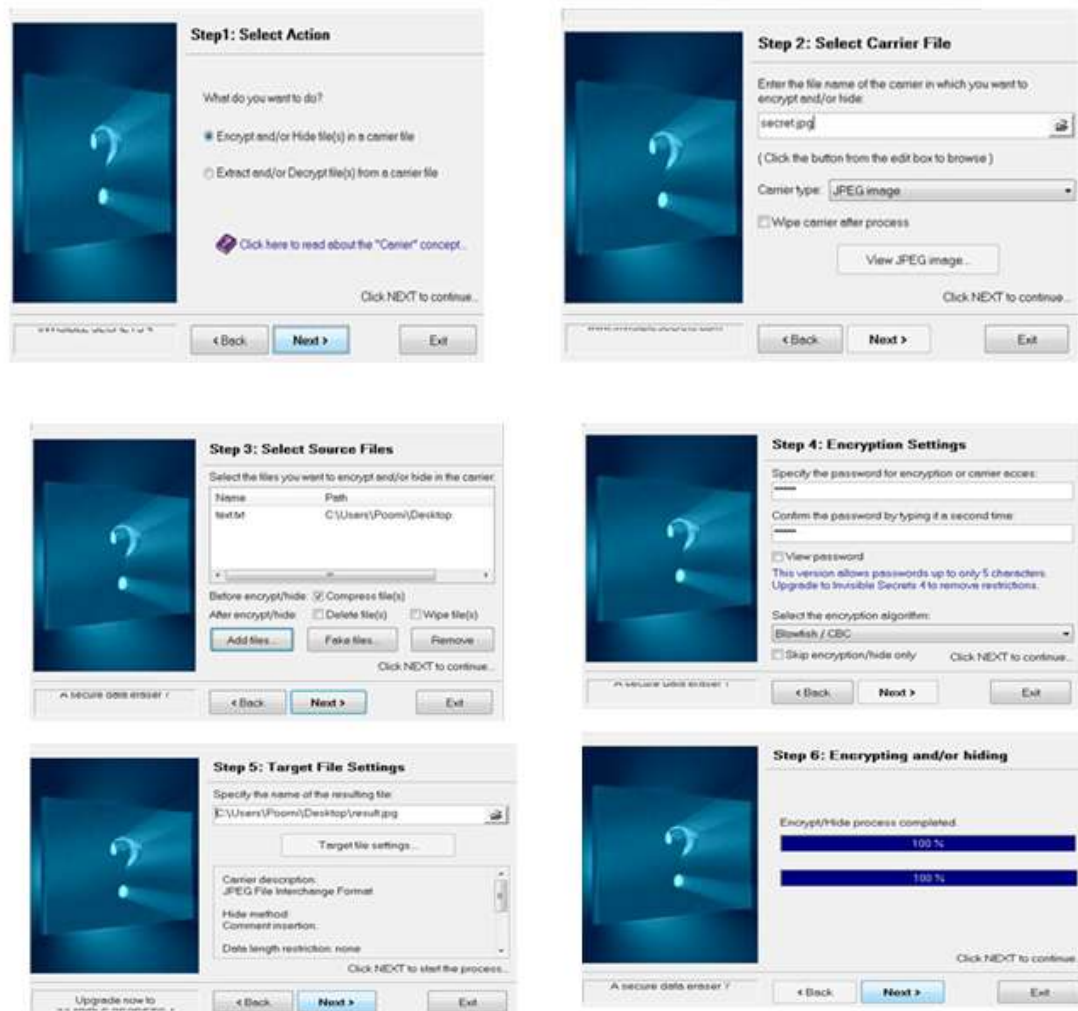 Step1: Select Action
What do you want to do?
Encrypt and/or Hide file(s) in a carrier file
Extract and/or Decrypt file(s) from a carrier file
Click here to read about the "Carrier" concept...
Click NEXT to continue...
< Back
Next >
Exit
Step 2: Select Carrier File
Enter the file name of the carrier in which you want to
encrypt and/or hide:
secret.jpg
( Click the button from the edit box to browse )
Carrier type: JPEG image
Wipe carrier after process
View JPEG image...
Click NEXT to continue...
< Back
Next >
Exit
Step 3: Select Source Files
Select the files you want to encrypt and/or hide in the carrier:
Name Path
text.txt C:\Users\Poomi\Desktop
Before encrypt/hide: Compress file(s)
After encrypt/hide: Delete file(s) Wipe file(s)
Add files... Fake files... Remove
Click NEXT to continue...
A secure data eraser ?
< Back
Next >
Exit
Step 4: Encryption Settings
Specify the password for encryption or carrier acces:
Confirm the password by typing it a second time:
View password
This version allows passwords up to only 5 characters.
Upgrade to Invisible Secrets 4 to remove restrictions.
Select the encryption algorithm:
Blowfish / CBC
Skip encryption/hide only Click NEXT to continue...
A secure data eraser ?
< Back
Next >
Exit
Step 5: Target File Settings
Specify the name of the resulting file:
C:\Users\Poomi\Desktop\result.jpg
Target file settings...
Carrier description:
JPEG File Interchange Format
Hide method:
Comment insertion.
Data length restriction: none
Click NEXT to start the process...
Upgrade now to
< Back
Next >
Exit
Step 6: Encrypting and/or hiding
Encrypt/Hide process completed.
100 %
100 %
Click NEXT to continue
A secure data eraser ?
< Back
Next >
Exit